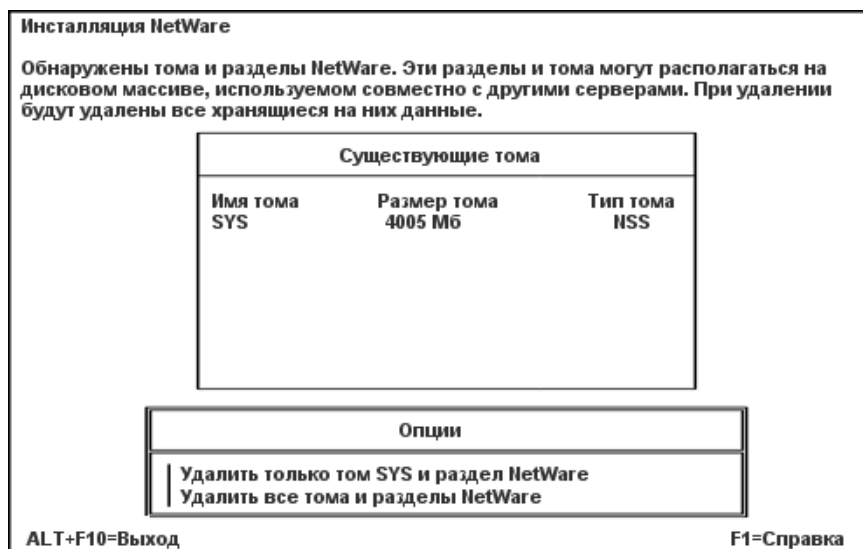 Инсталляция NetWare
Обнаружены тома и разделы NetWare. Эти разделы и тома могут располагаться на
дисковом массиве, используемом совместно с другими серверами. При удалении
будут удалены все хранящиеся на них данные.
Существующие тома
Имя тома Размер тома Тип тома
SYS 4005 Мб NSS
Опции
Удалить только том SYS и раздел NetWare
Удалить все тома и разделы NetWare
ALT+F10=Выход F1=Справка